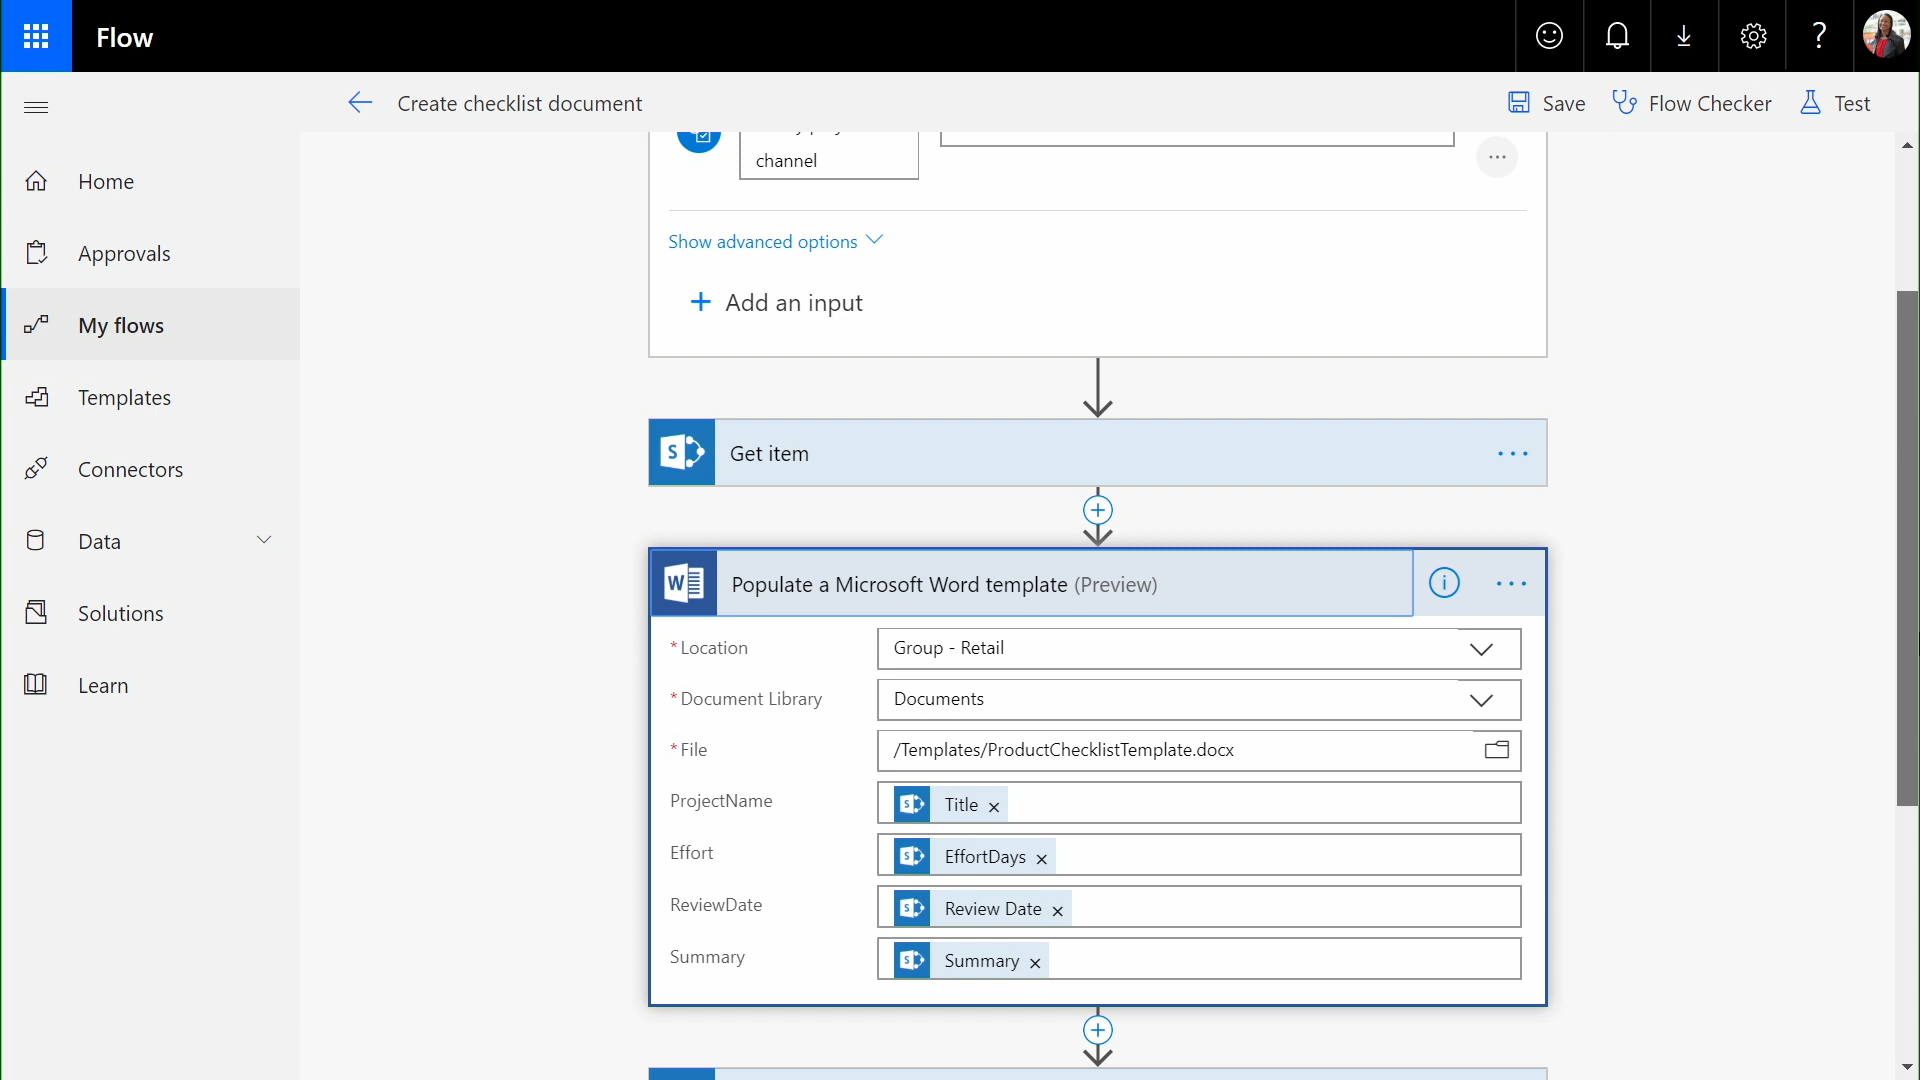 Flow
?
Create checklist document
Save
Flow Checker
Test
Home
Approvals
My flows
Templates
Connectors
Data
Solutions
Learn
channel
...
Show advanced options
+ Add an input
S
Get item
...
W
Populate a Microsoft Word template (Preview)
i
...
* Location
Group - Retail
* Document Library
Documents
* File
/Templates/ProductChecklistTemplate.docx
ProjectName
S Title ×
Effort
S EffortDays ×
ReviewDate
S Review Date ×
Summary
S Summary ×